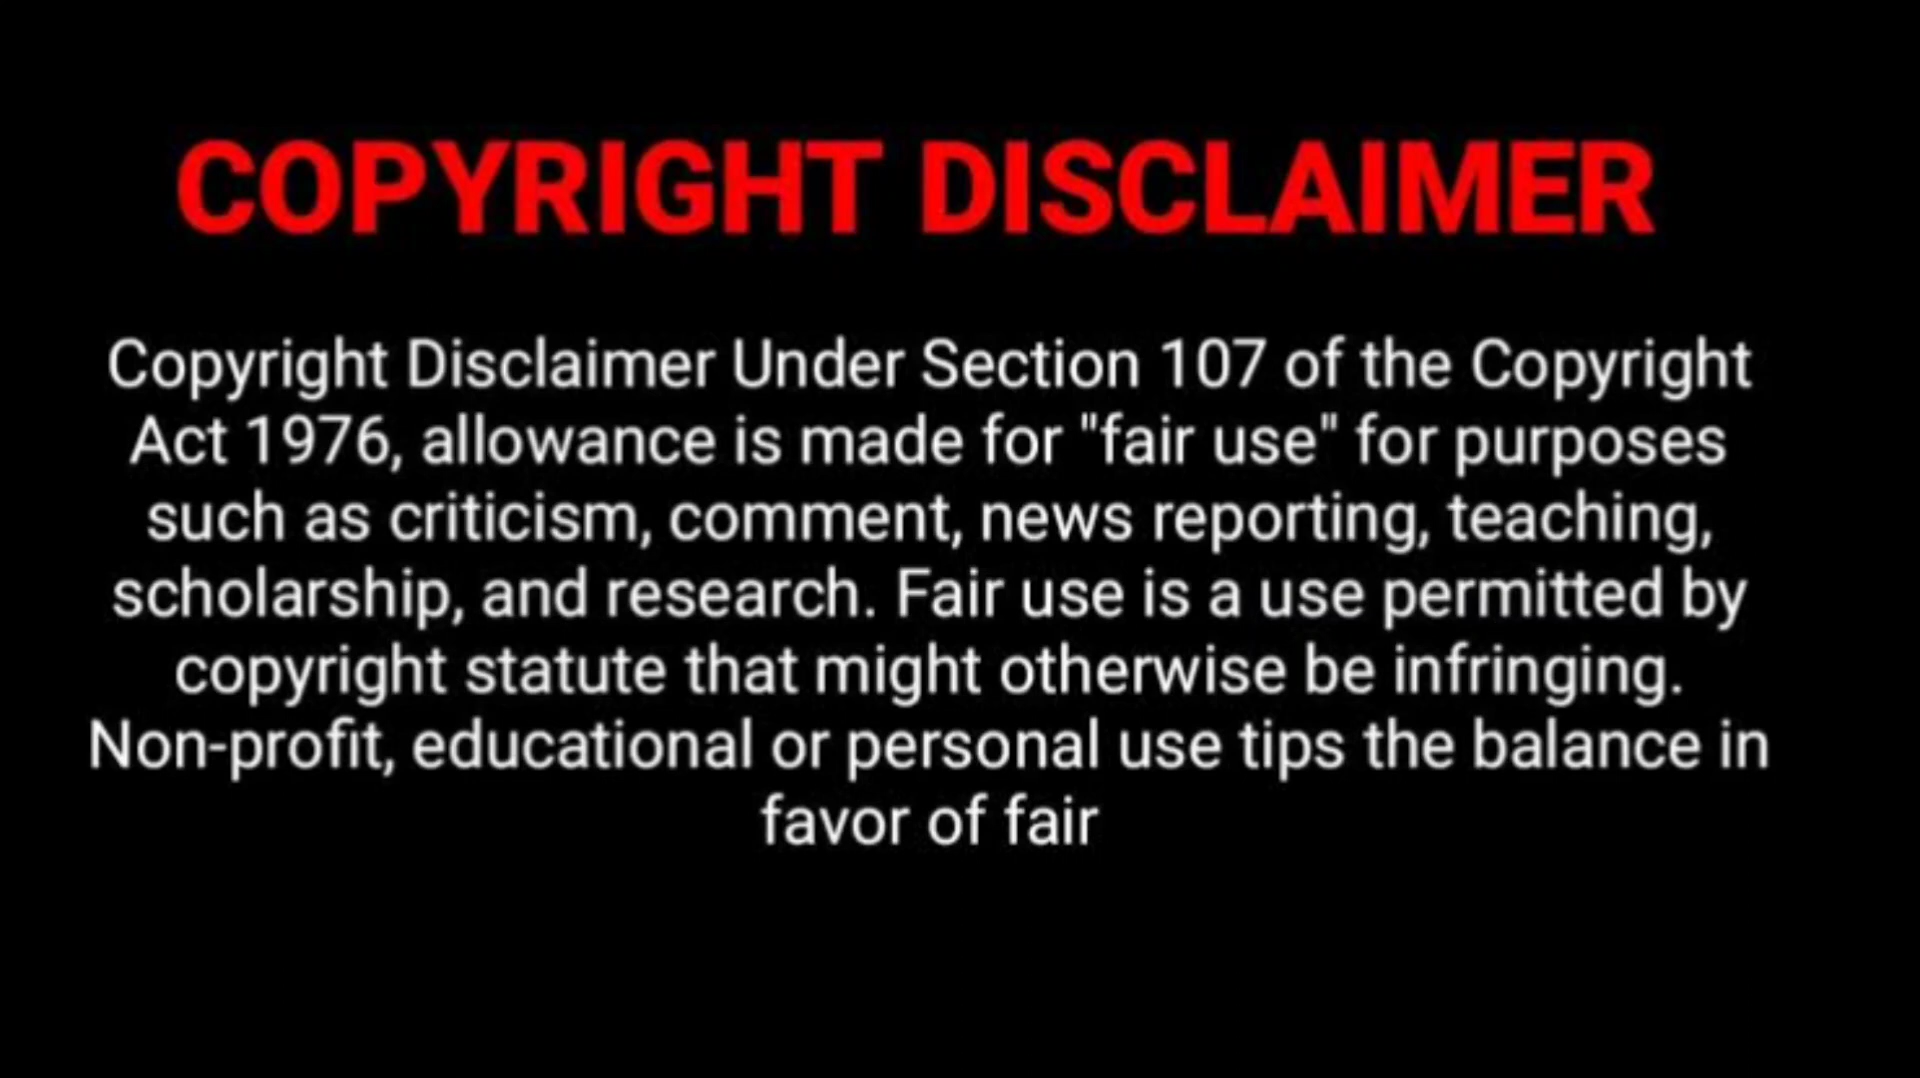 COPYRIGHT DISCLAIMER
Copyright Disclaimer Under Section 107 of the Copyright
Act 1976, allowance is made for "fair use" for purposes
such as criticism, comment, news reporting, teaching,
scholarship, and research. Fair use is a use permitted by
copyright statute that might otherwise be infringing.
Non-profit, educational or personal use tips the balance in
favor of fair